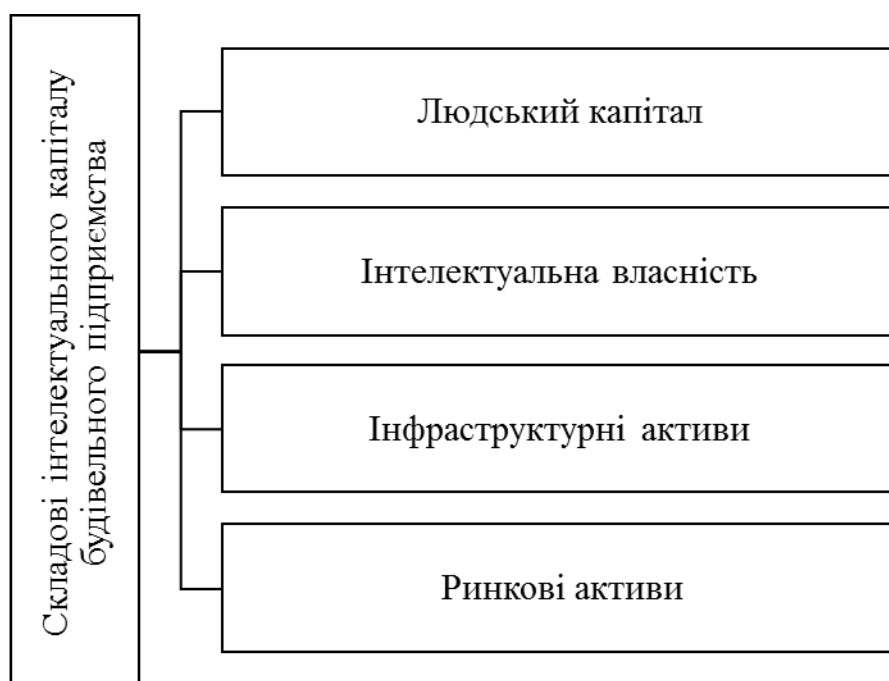 Складові інтелектуального капіталу
будівельного підприємства
Людський капітал
Інтелектуальна власність
Інфраструктурні активи
Ринкові активи